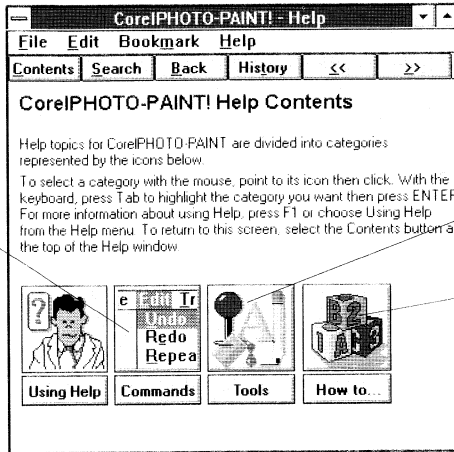 CorelPHOTO-PAINT! - Help
File Edit Bookmark Help
Contents Search Back History << >>
CorelPHOTO-PAINT! Help Contents
Help topics for CorelPHOTO-PAINT are divided into categories
represented by the icons below.
To select a category with the mouse, point to its icon then click. With the
keyboard, press Tab to highlight the category you want then press ENTER
For more information about using Help, press F1 or choose Using Help
from the Help menu. To return to this screen, select the Contents button a
the top of the Help window.
?
e Edit Tr
Undo
Redo
Repea
A
B 2
1 A B
Using Help Commands Tools How to...